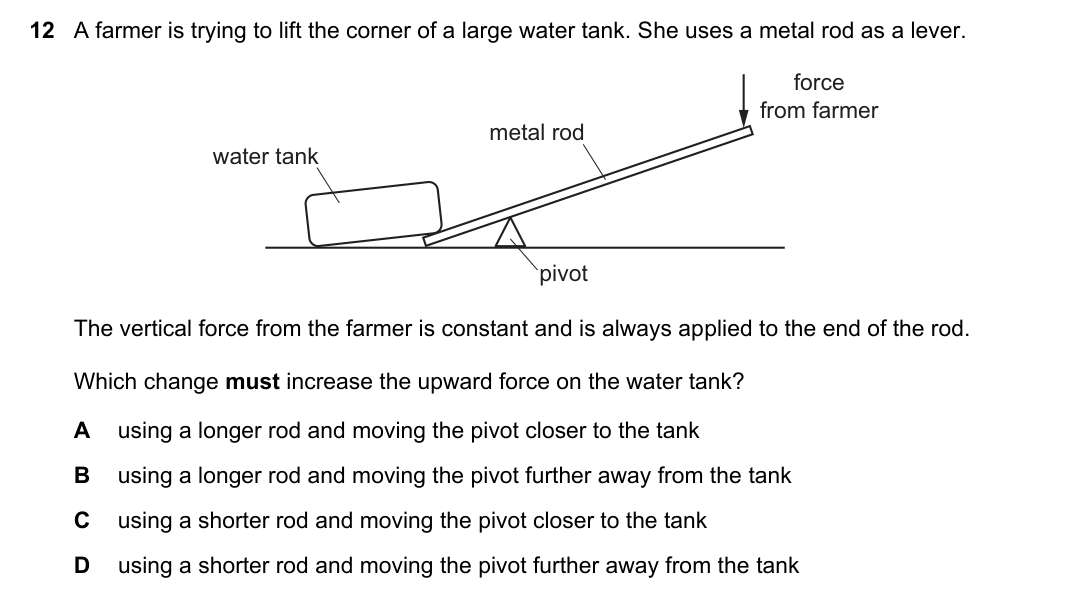 12 A farmer is trying to lift the corner of a large water tank. She uses a metal rod as a lever.
force
from farmer
metal rod
water tank
pivot
The vertical force from the farmer is constant and is always applied to the end of the rod.
Which change must increase the upward force on the water tank?
A using a longer rod and moving the pivot closer to the tank
B using a longer rod and moving the pivot further away from the tank
C using a shorter rod and moving the pivot closer to the tank
D using a shorter rod and moving the pivot further away from the tank